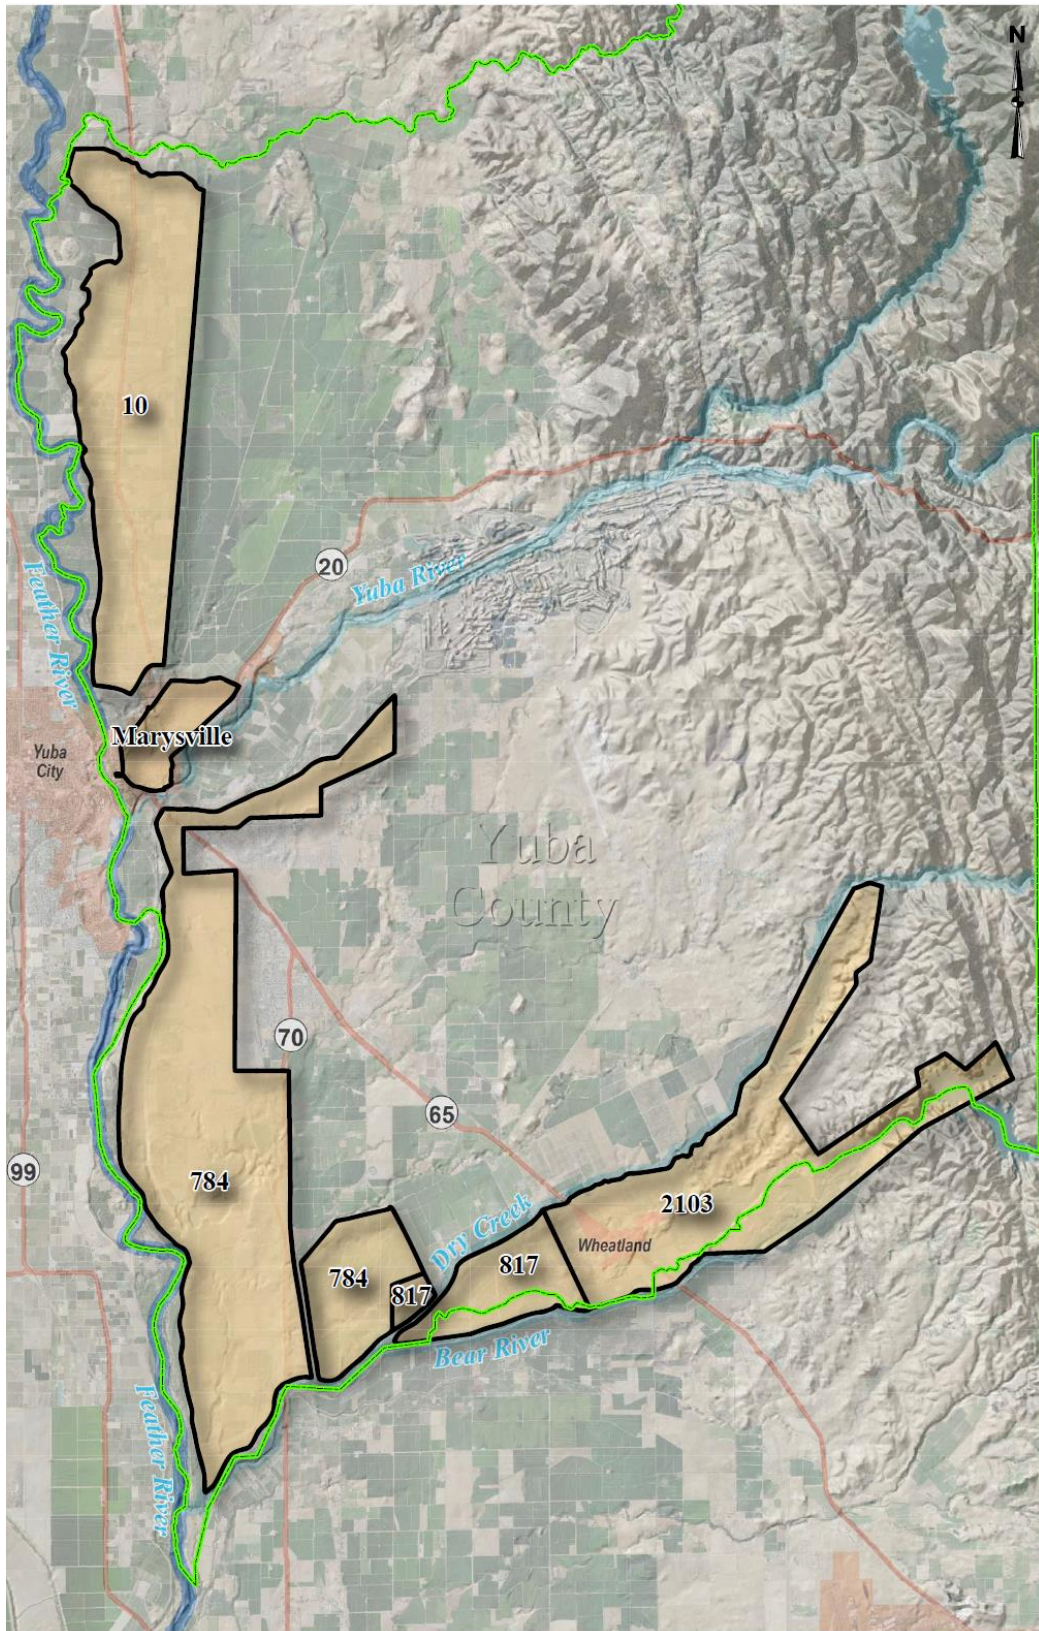 N
10
20
Yuba River
Feather River
Marysville
Yuba
City
Yuba
County
70
65
99
784
2103
Dry Creek
817
Wheatland
784
817
Bear River
Feather River